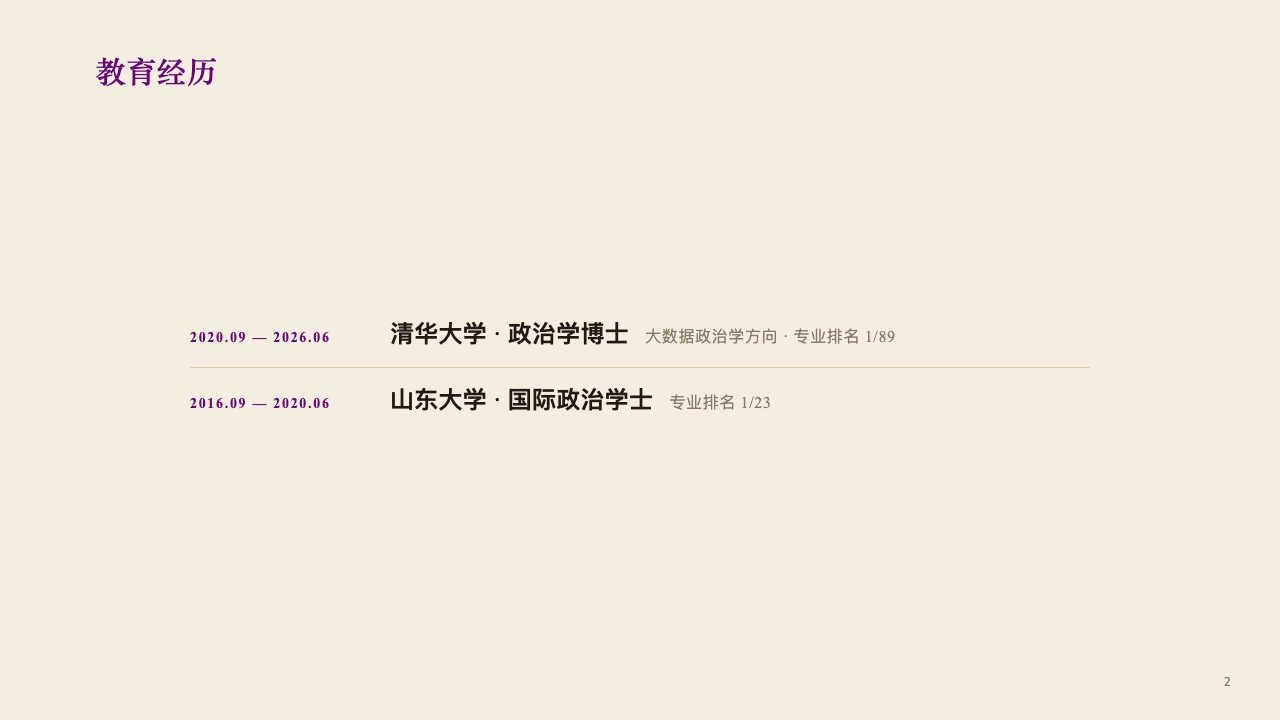 教育经历
2020.09 — 2026.06 清华大学 · 政治学博士 大数据政治学方向 · 专业排名 1/89
2016.09 — 2020.06 山东大学 · 国际政治学士 专业排名 1/23
2